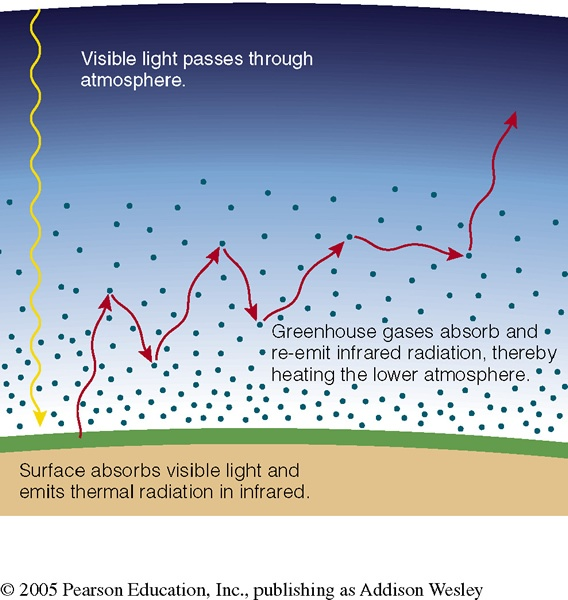 Visible light passes through
atmosphere.
Greenhouse gases absorb and
re-emit infrared radiation, thereby
heating the lower atmosphere.
Surface absorbs visible light and
emits thermal radiation in infrared.
© 2005 Pearson Education, Inc., publishing as Addison Wesley